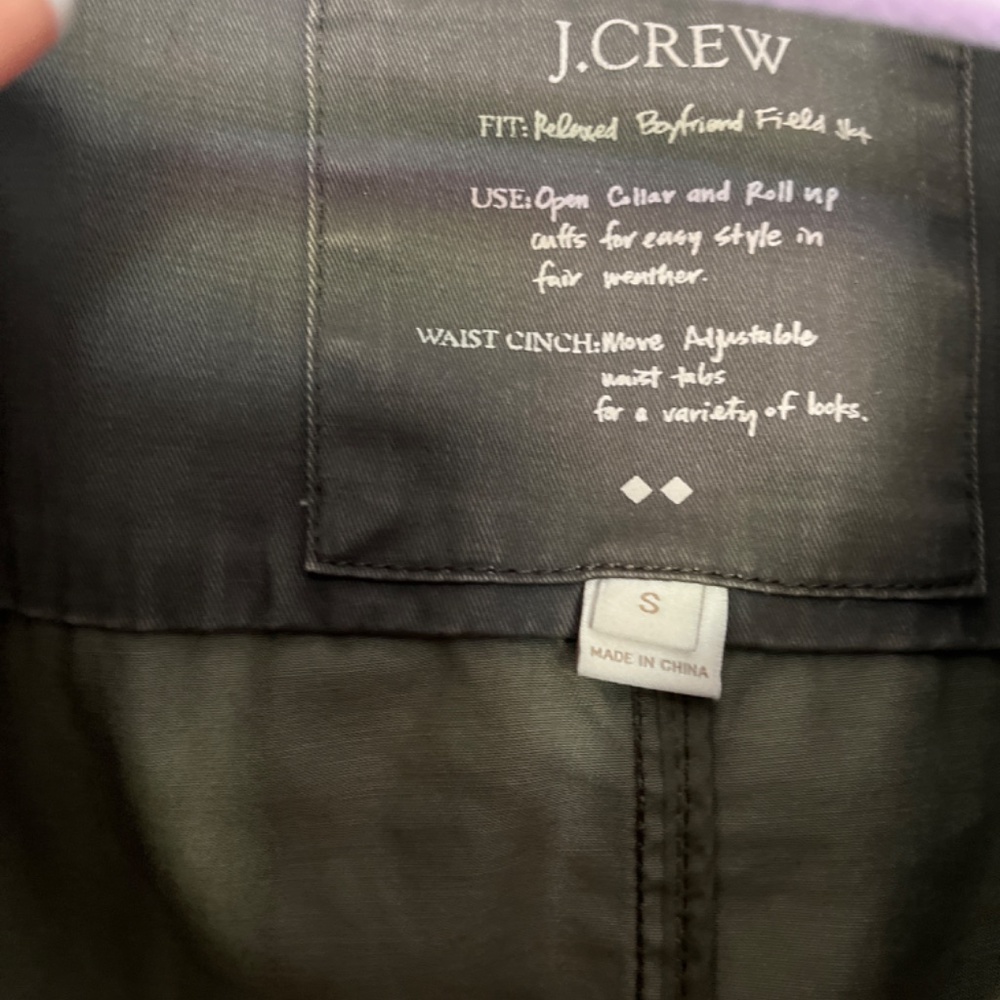 J.CREW
FIT: Relaxed Boyfriend Field Jkt
USE: Open Collar and Roll up
cuffs for easy style in
fair weather.
WAIST CINCH: Move Adjustable
waist tabs
for a variety of looks.
S
MADE IN CHINA